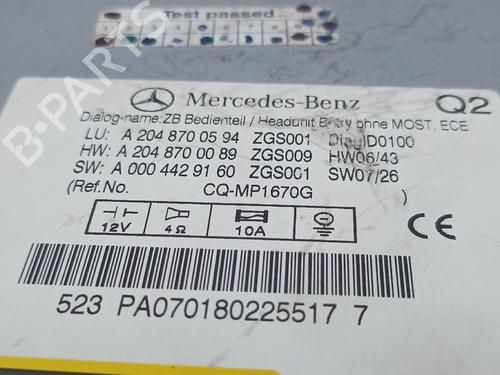 Test passed
Mercedes-Benz Q2
Dialog-name:ZB Bedienteil / Headunit Entry ohne MOST, ECE
LU: A 204 870 05 94 ZGS001 DiagID0100
HW: A 204 870 00 89 ZGS009 HW06/43
SW: A 000 442 91 60 ZGS001 SW07/26
(Ref.No. CQ-MP1670G)
12V 4Ω 10A
CE
523 PA070180225517 7
B-PARTS